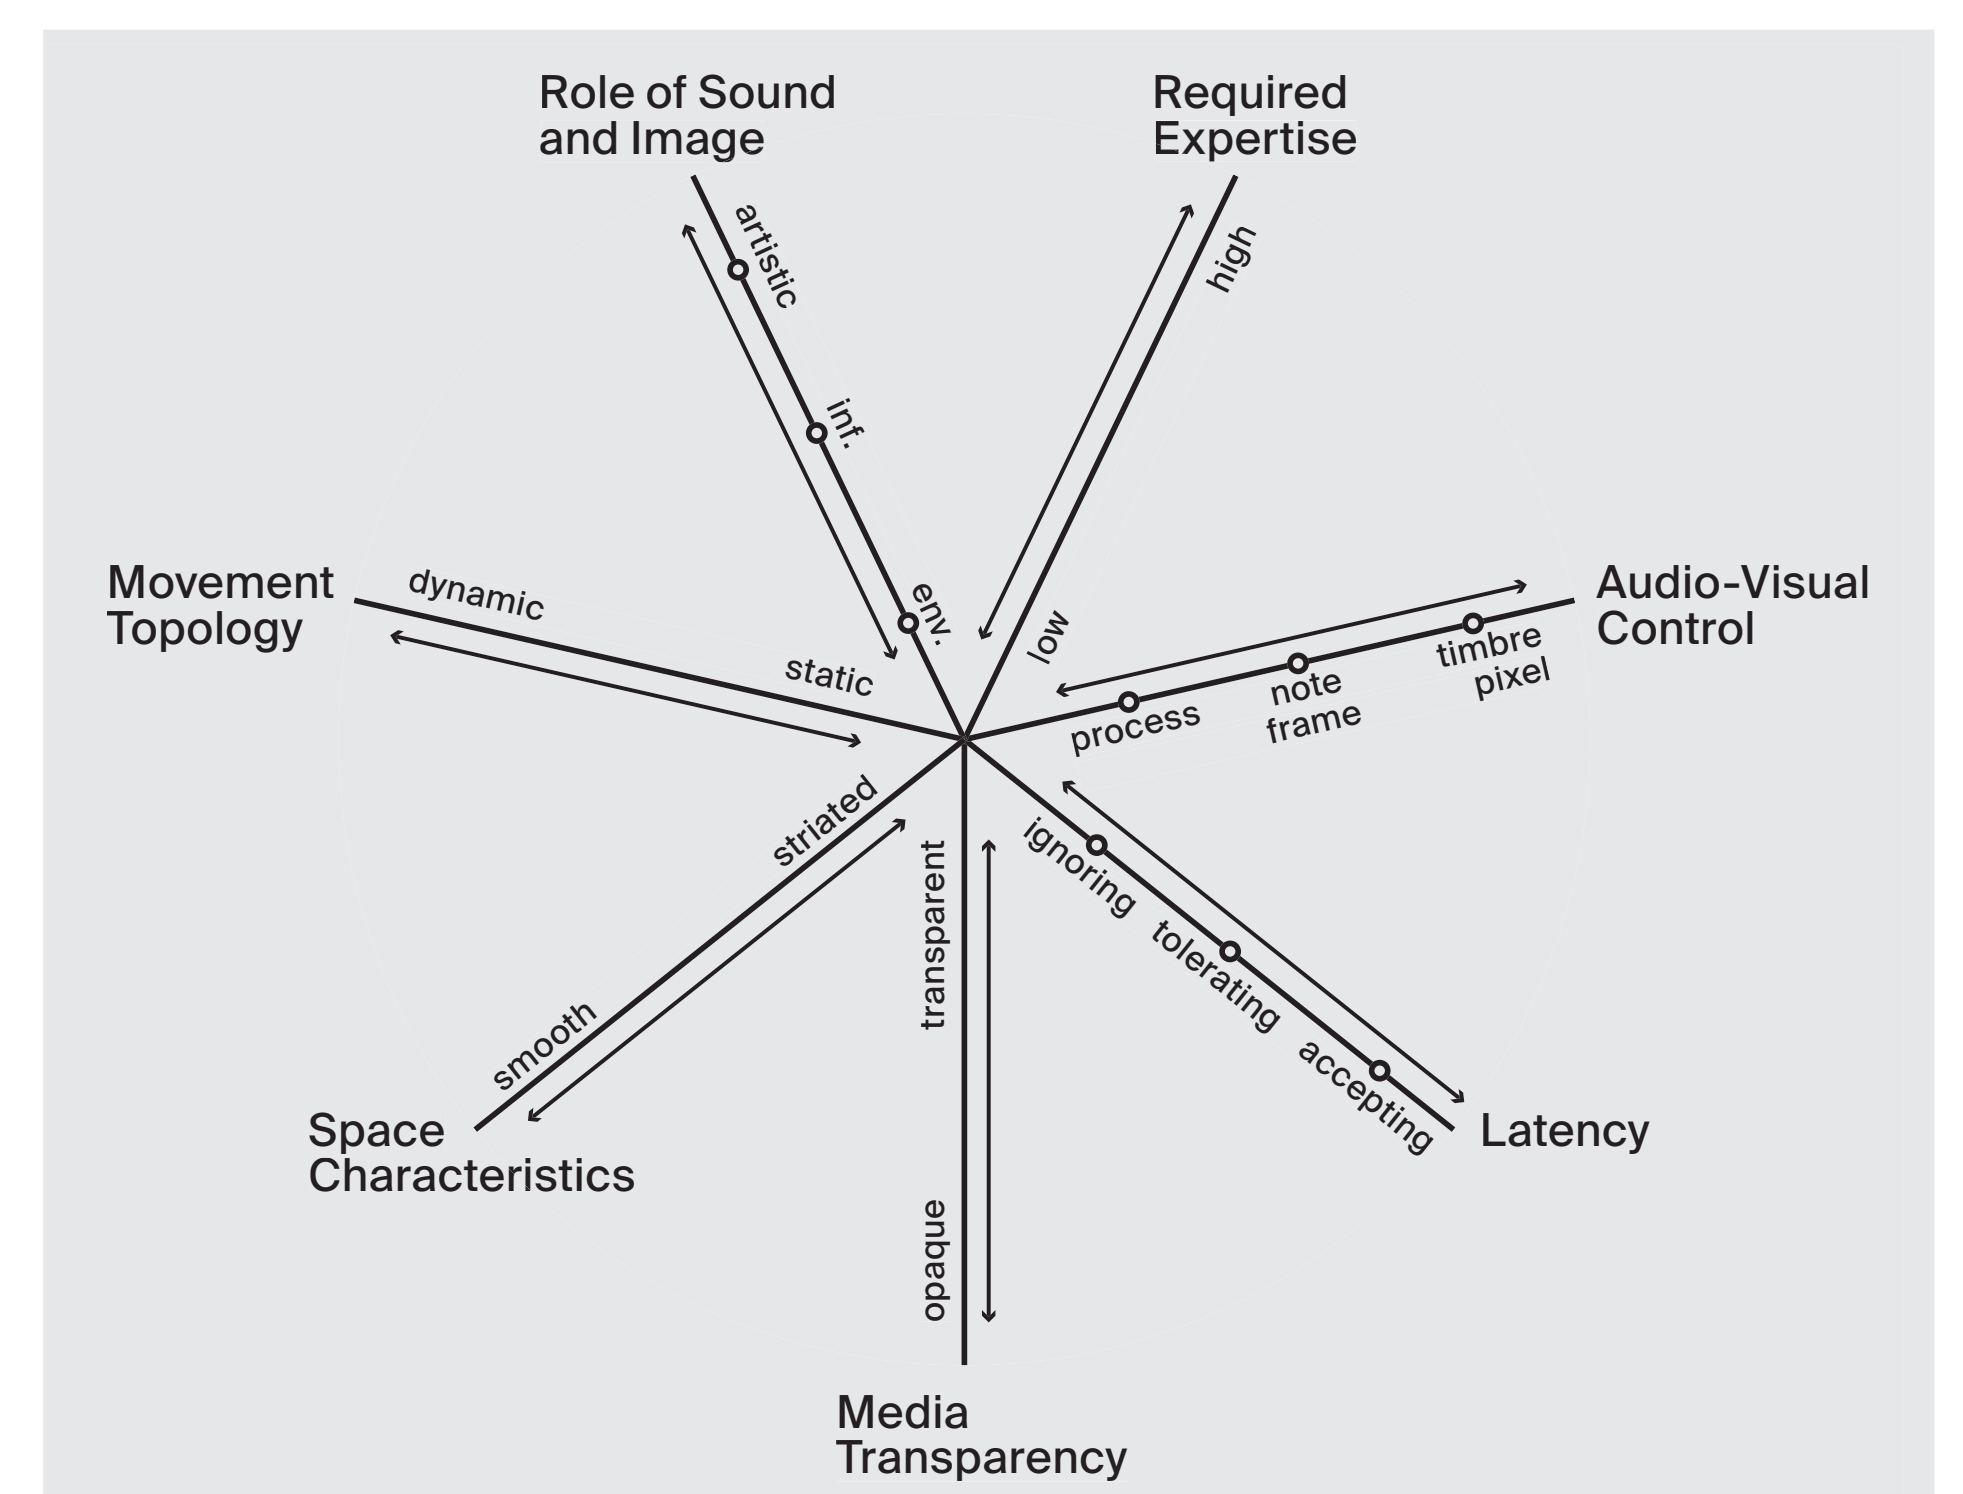 Role of Sound
and Image
Required
Expertise
artistic
high
inf.
env.
low
Movement
Topology
dynamic
static
Audio-Visual
Control
timbre
pixel
note
frame
process
striated
smooth
transparent
opaque
ignoring
tolerating
accepting
Space
Characteristics
Latency
Media
Transparency